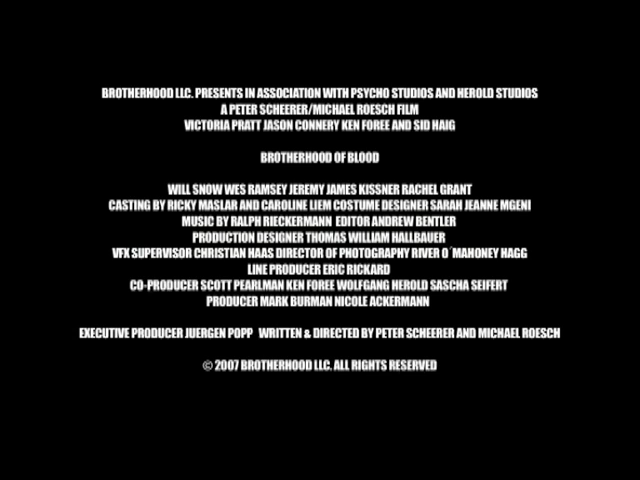 BROTHERHOOD LLC. PRESENTS IN ASSOCIATION WITH PSYCHO STUDIOS AND HEROLD STUDIOS
A PETER SCHEERER/MICHAEL ROESCH FILM
VICTORIA PRATT JASON CONNERY KEN FOREE AND SID HAIG
BROTHERHOOD OF BLOOD
WILL SNOW WES RAMSEY JEREMY JAMES KISSNER RACHEL GRANT
CASTING BY RICKY MASLAR AND CAROLINE LIEM COSTUME DESIGNER SARAH JEANNE MGENI
MUSIC BY RALPH RIECKERMANN EDITOR ANDREW BENTLER
PRODUCTION DESIGNER THOMAS WILLIAM HALLBAUER
VFX SUPERVISOR CHRISTIAN HAAS DIRECTOR OF PHOTOGRAPHY RIVER O´MAHONEY HAGG
LINE PRODUCER ERIC RICKARD
CO-PRODUCER SCOTT PEARLMAN KEN FOREE WOLFGANG HEROLD SASCHA SEIFERT
PRODUCER MARK BURMAN NICOLE ACKERMANN
EXECUTIVE PRODUCER JUERGEN POPP WRITTEN & DIRECTED BY PETER SCHEERER AND MICHAEL ROESCH
© 2007 BROTHERHOOD LLC. ALL RIGHTS RESERVED